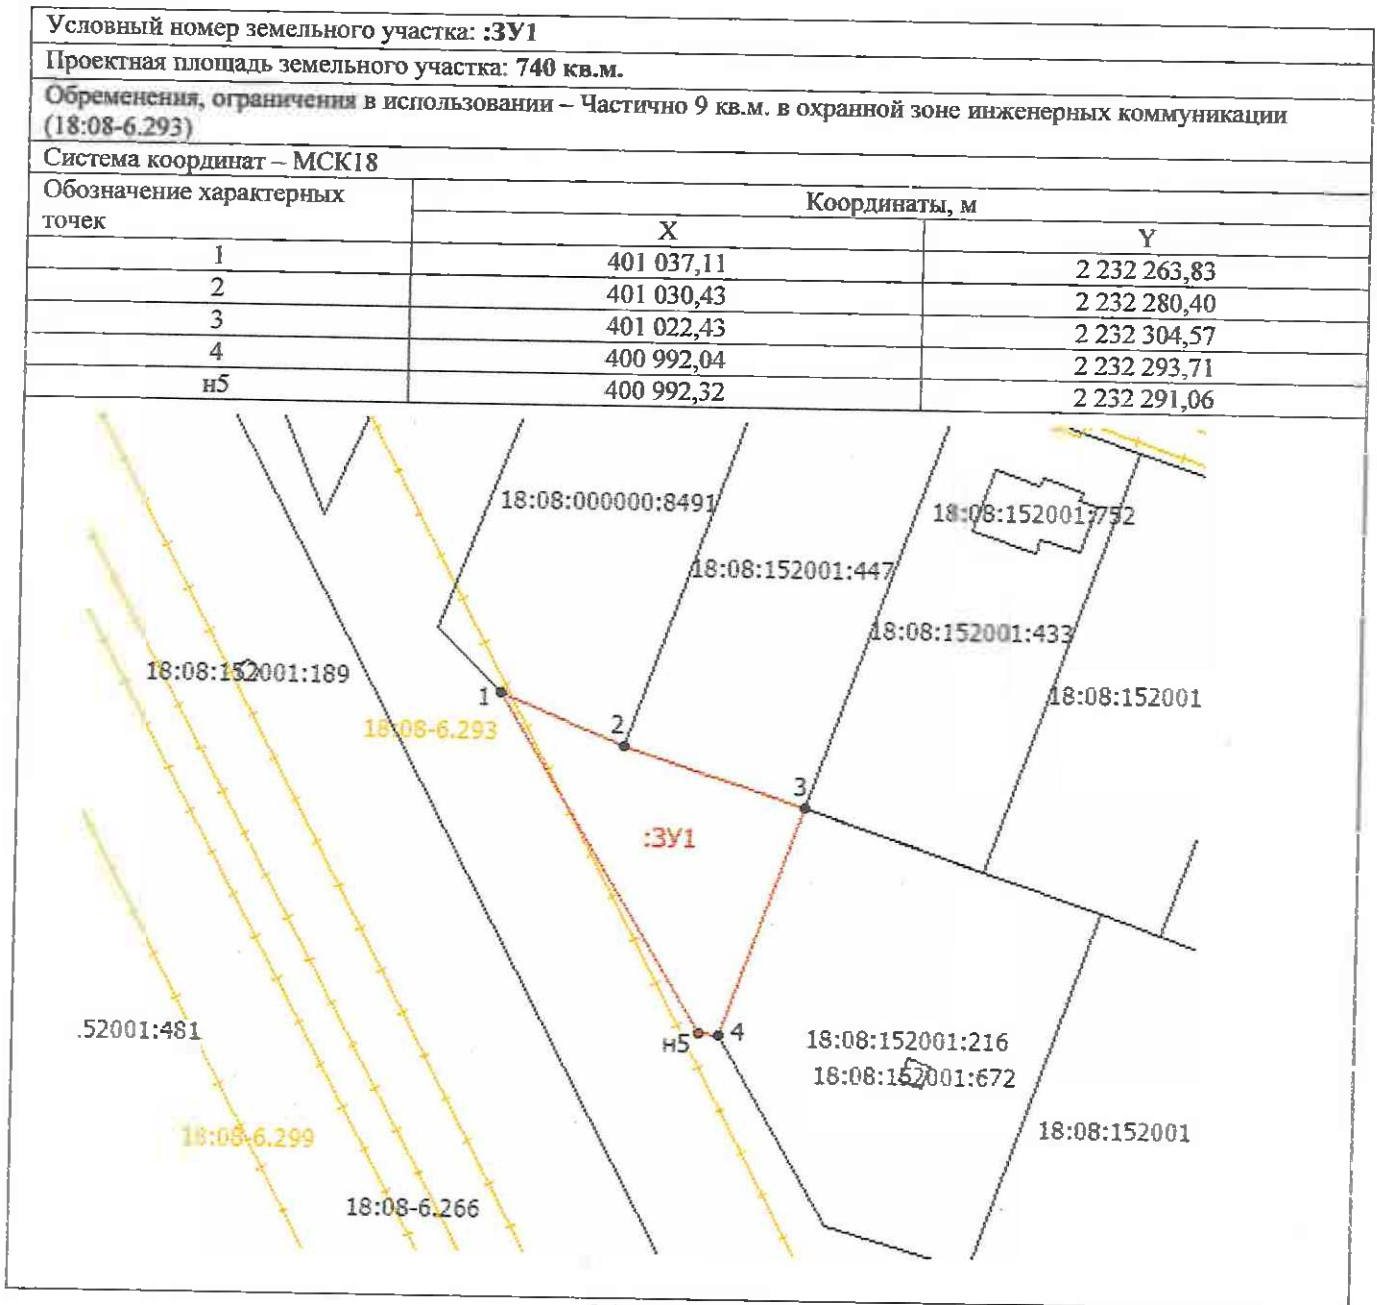 Условный номер земельного участка: :ЗУ1
Проектная площадь земельного участка: 740 кв.м.
Обременения, ограничения в использовании – Частично 9 кв.м. в охранной зоне инженерных коммуникации
(18:08-6.293)
Система координат – МСК18
Обозначение характерных
точек
Координаты, м
X Y
1 401 037,11 2 232 263,83
2 401 030,43 2 232 280,40
3 401 022,43 2 232 304,57
4 400 992,04 2 232 293,71
н5 400 992,32 2 232 291,06
18:08:000000:8491
18:08:152001:752
18:08:152001:447
18:08:152001:433
18:08:152001:189
1
18:08:152001
18:08-6.293
2
3
:ЗУ1
.52001:481
н5
4
18:08:152001:216
18:08:152001:672
18:08:152001
18:08-6.299
18:08-6.266